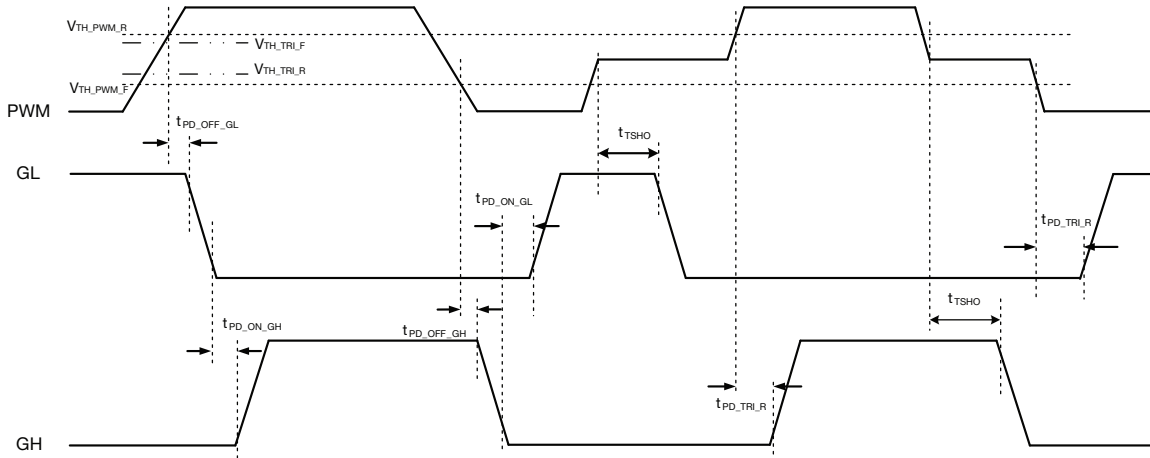 VTH_PWM_R
VTH_TRI_F
VTH_TRI_R
VTH_PWM_F
PWM
tPD_OFF_GL
tTSHO
GL
tPD_ON_GL
tPD_TRI_R
tTSHO
tPD_ON_GH
tPD_OFF_GH
tPD_TRI_R
GH